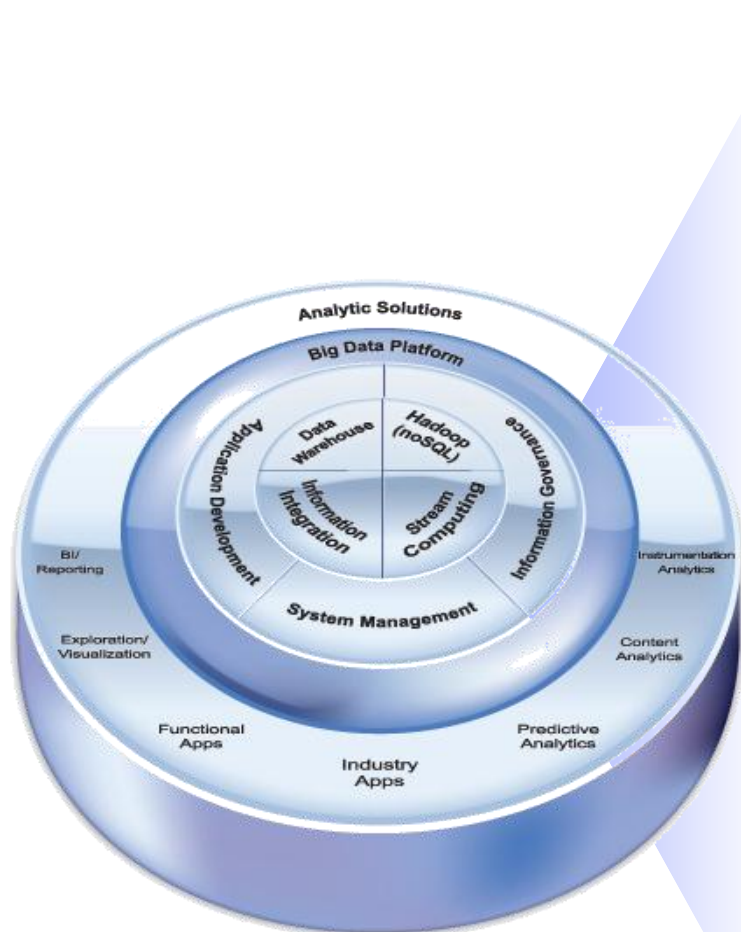 Analytic Solutions
Big Data Platform
Application Development
Data
Warehouse
Hadoop
(noSQL)
Information Governance
Information
Integration
Stream
Computing
System Management
BI/
Reporting
Instrumentation
Analytics
Exploration/
Visualization
Content
Analytics
Functional
Apps
Predictive
Analytics
Industry
Apps